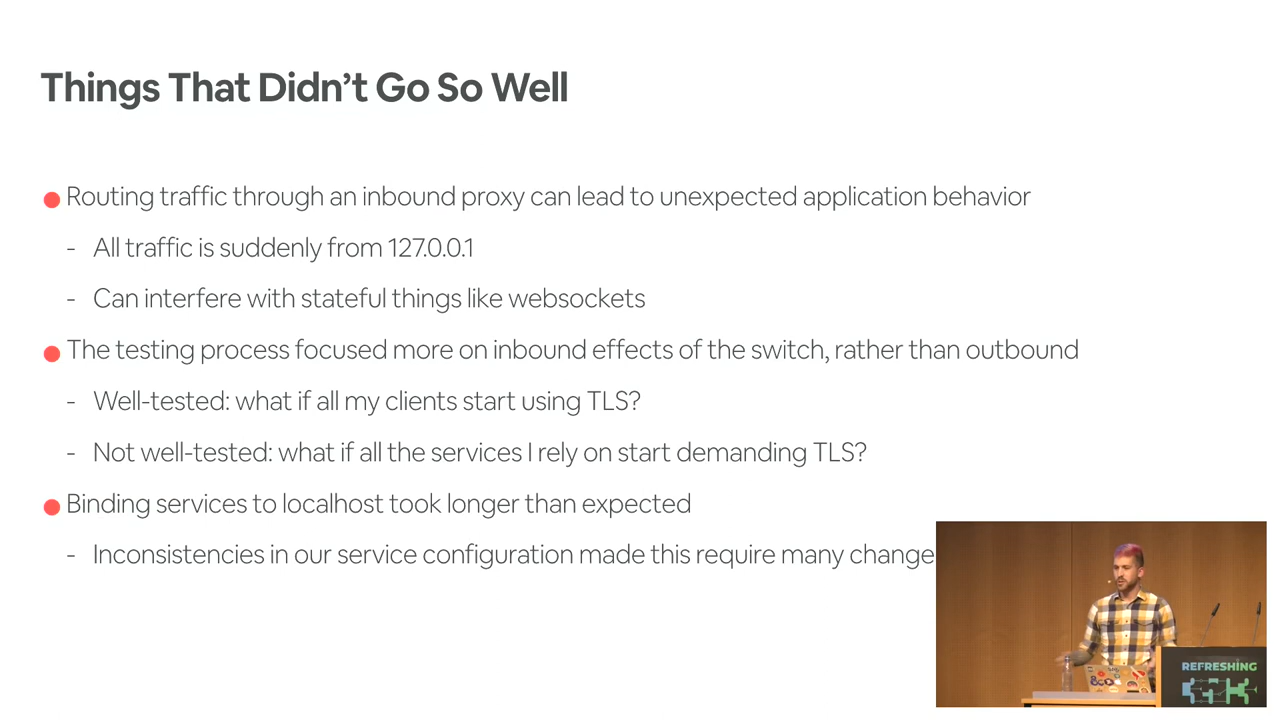 Things That Didn't Go So Well
Routing traffic through an inbound proxy can lead to unexpected application behavior
- All traffic is suddenly from 127.0.0.1
- Can interfere with stateful things like websockets
The testing process focused more on inbound effects of the switch, rather than outbound
- Well-tested: what if all my clients start using TLS?
- Not well-tested: what if all the services I rely on start demanding TLS?
Binding services to localhost took longer than expected
- Inconsistencies in our service configuration made this require many change
REFRESHING